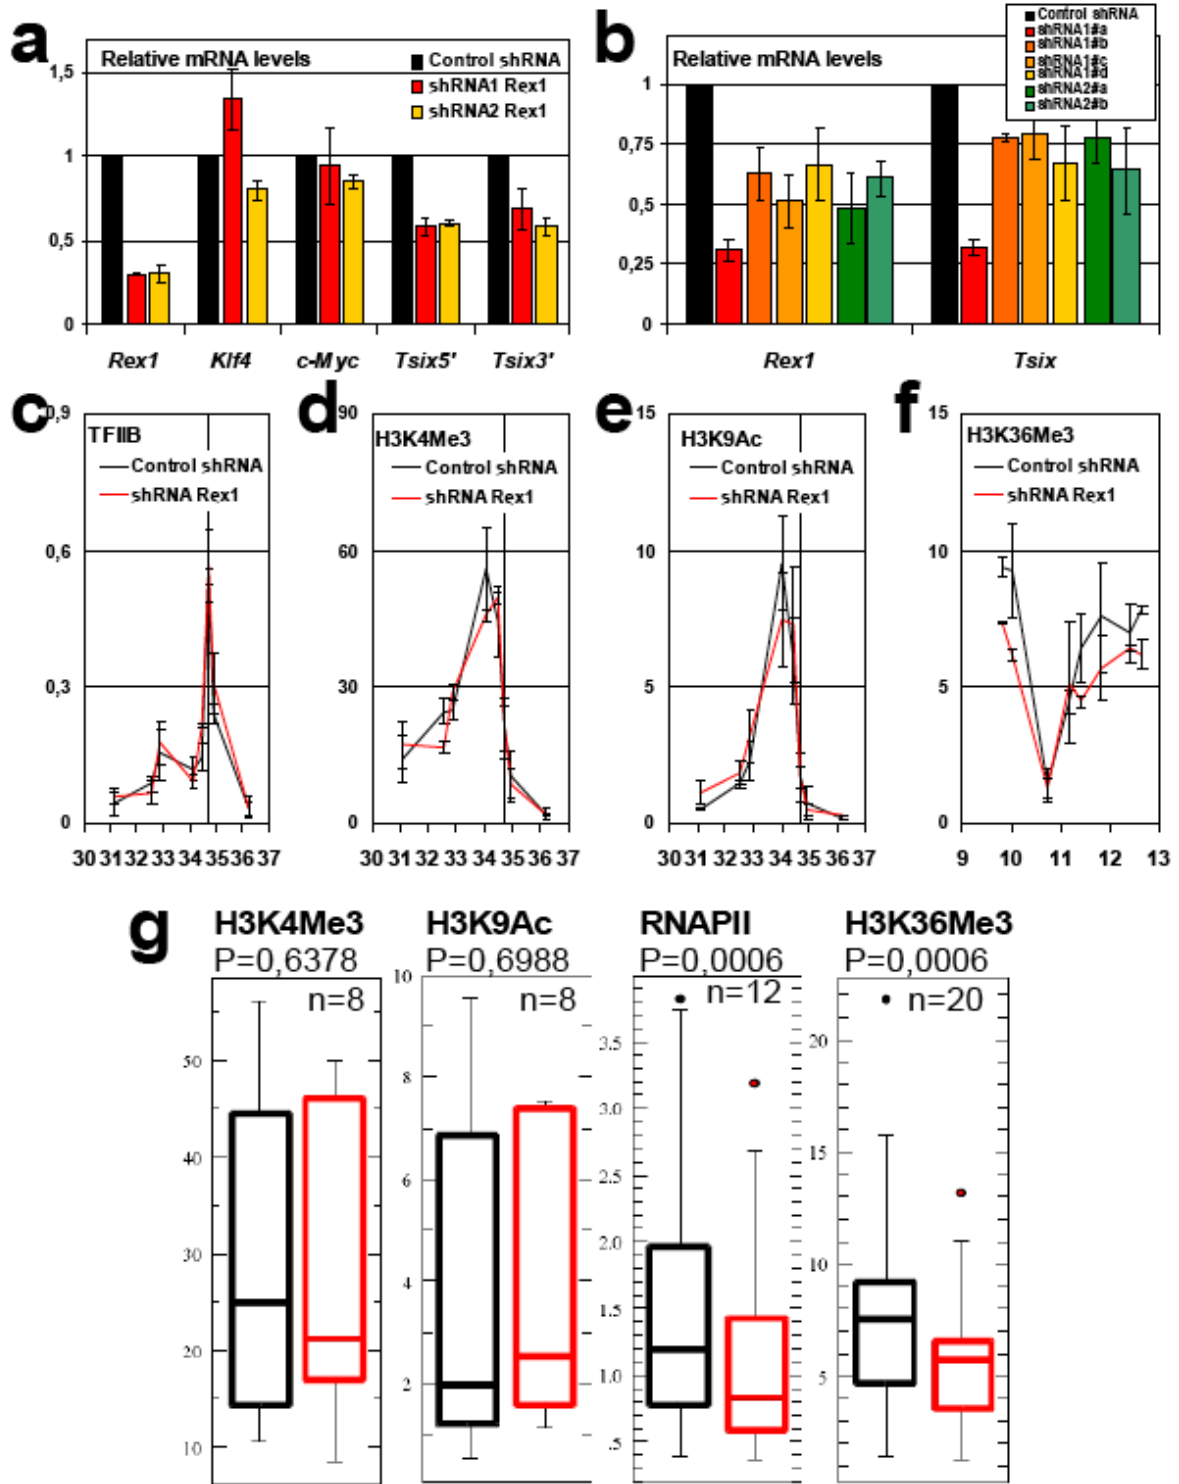 a
Relative mRNA levels
Control shRNA
shRNA1 Rex1
shRNA2 Rex1
1,5
1
0,5
0
Rex1 Klf4 c-Myc Tsix5' Tsix3'
b
Relative mRNA levels
Control shRNA
shRNA1#a
shRNA1#b
shRNA1#c
shRNA1#d
shRNA2#a
shRNA2#b
1
0,75
0,5
0,25
0
Rex1 Tsix
c
0,9
TFIIB
Control shRNA
shRNA Rex1
0,6
0,3
0
30 31 32 33 34 35 36 37
d
90
H3K4Me3
Control shRNA
shRNA Rex1
60
30
0
30 31 32 33 34 35 36 37
e
15
H3K9Ac
Control shRNA
shRNA Rex1
10
5
0
30 31 32 33 34 35 36 37
f
15
H3K36Me3
Control shRNA
shRNA Rex1
10
5
0
9 10 11 12 13
g
H3K4Me3
P=0,6378
n=8
50
40
30
20
10
H3K9Ac
P=0,6988
n=8
10
8
6
4
2
RNAPII
P=0,0006
n=12
3.5
3.0
2.5
2.0
1.5
1.0
.5
H3K36Me3
P=0,0006
n=20
20
15
10
5